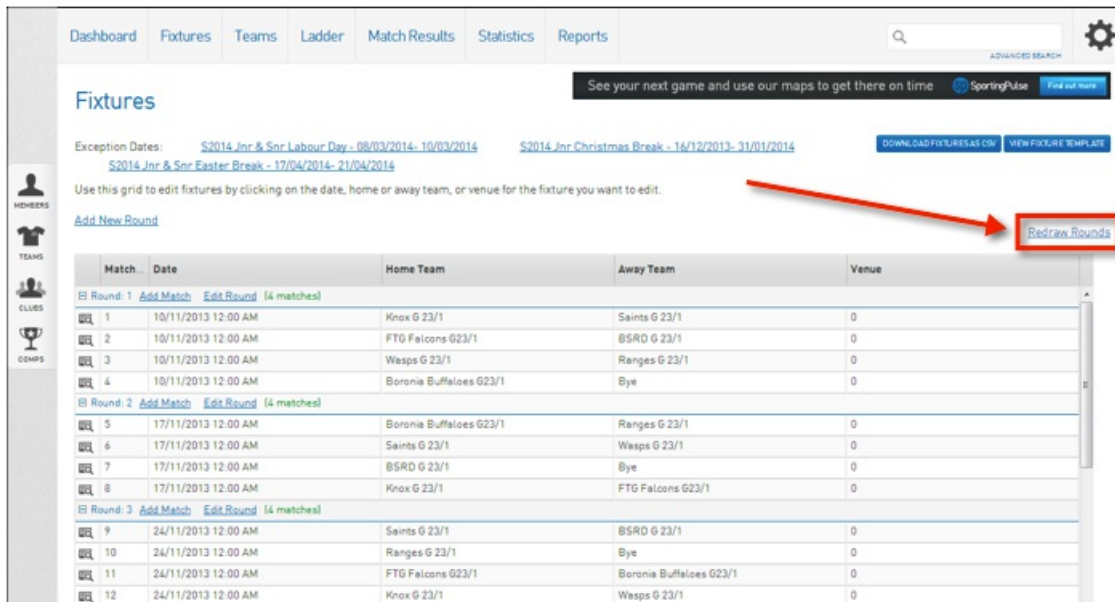 Dashboard Fixtures Teams Ladder Match Results Statistics Reports
ADVANCED SEARCH
See your next game and use our maps to get there on time SportingPulse Find out more
Fixtures
Exception Dates: S2014 Jnr & Snr Labour Day - 08/03/2014- 10/03/2014 S2014 Jnr Christmas Break - 16/12/2013- 31/01/2014 DOWNLOAD FIXTURES AS CSV VIEW FIXTURE TEMPLATE
S2014 Jnr & Snr Easter Break - 17/04/2014- 21/04/2014
Use this grid to edit fixtures by clicking on the date, home or away team, or venue for the fixture you want to edit.
MEMBERS
Add New Round
Redraw Rounds
TEAMS
CLUBS
COMPS
Match... Date Home Team Away Team Venue
Round: 1 Add Match Edit Round (4 matches)
1 10/11/2013 12:00 AM Knox G 23/1 Saints G 23/1 0
2 10/11/2013 12:00 AM FTG Falcons G23/1 BSRD G 23/1 0
3 10/11/2013 12:00 AM Wasps G 23/1 Ranges G 23/1 0
4 10/11/2013 12:00 AM Boronia Buffaloes G23/1 Bye 0
Round: 2 Add Match Edit Round (4 matches)
5 17/11/2013 12:00 AM Boronia Buffaloes G23/1 Ranges G 23/1 0
6 17/11/2013 12:00 AM Saints G 23/1 Wasps G 23/1 0
7 17/11/2013 12:00 AM BSRD G 23/1 Bye 0
8 17/11/2013 12:00 AM Knox G 23/1 FTG Falcons G23/1 0
Round: 3 Add Match Edit Round (4 matches)
9 24/11/2013 12:00 AM Saints G 23/1 BSRD G 23/1 0
10 24/11/2013 12:00 AM Ranges G 23/1 Bye 0
11 24/11/2013 12:00 AM FTG Falcons G23/1 Boronia Buffaloes G23/1 0
12 24/11/2013 12:00 AM Knox G 23/1 Wasps G 23/1 0